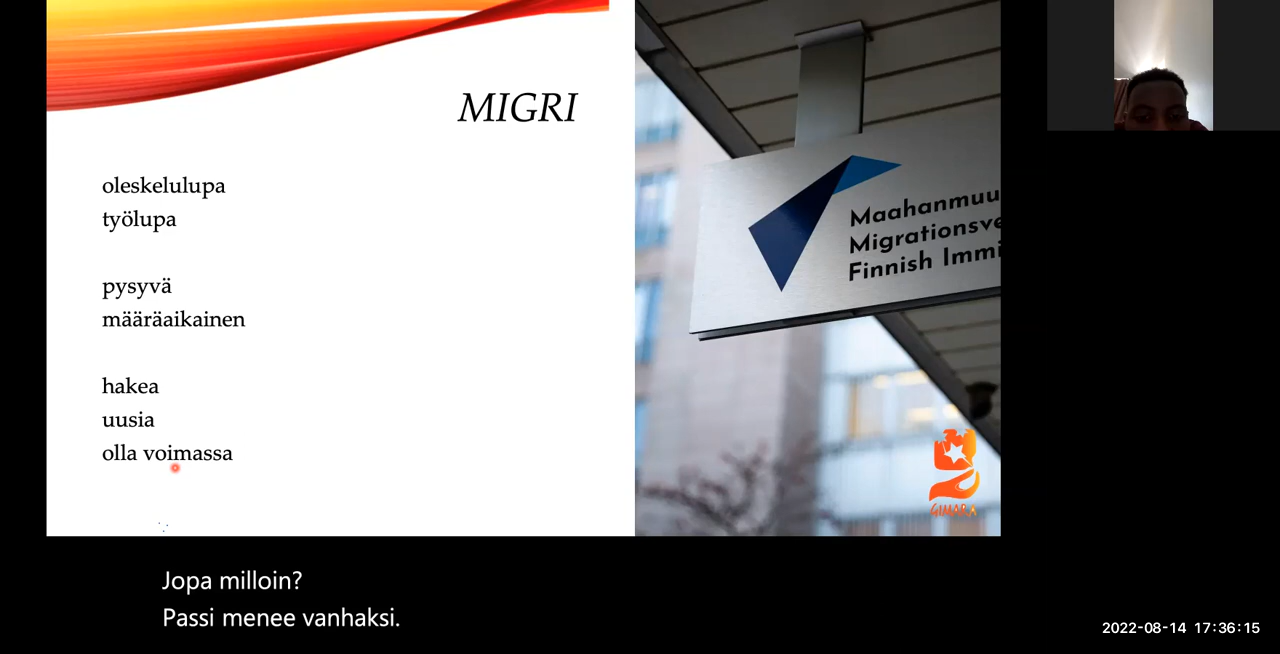 MIGRI
oleskelulupa
työlupa
pysyvä
määräaikainen
hakea
uusia
olla voimassa
Maahanmuu
Migrationsve
Finnish Immi
GIMARA
Jopa milloin?
Passi menee vanhaksi.
2022-08-14 17:36:15